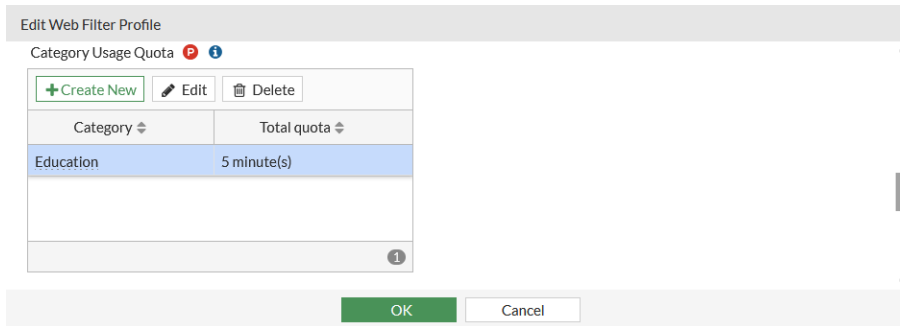 Edit Web Filter Profile
Category Usage Quota P i
+ Create New Edit Delete
Category Total quota
Education 5 minute(s)
1
OK Cancel